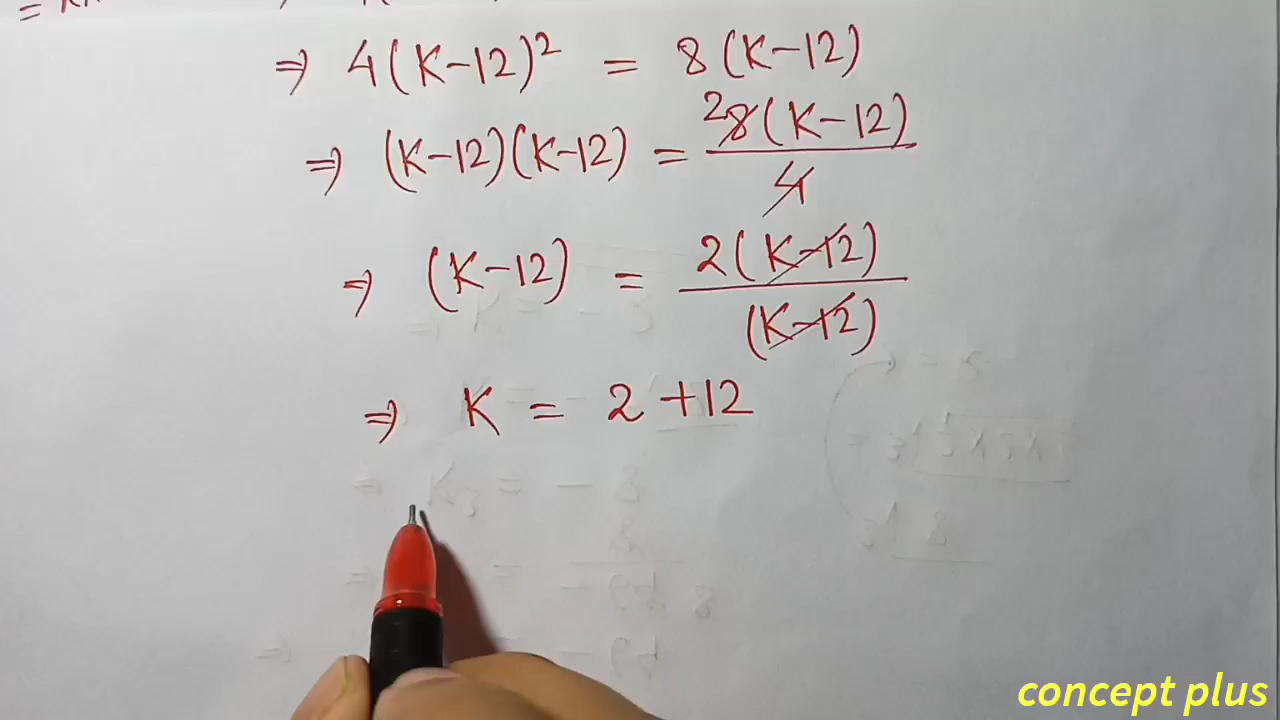 ⇒ 4(K-12)² = 8(K-12)
⇒ (K-12)(K-12) = ²8(K-12)/4
⇒ (K-12) = 2(K-12)/(K-12)
⇒ K = 2 +12
concept plus